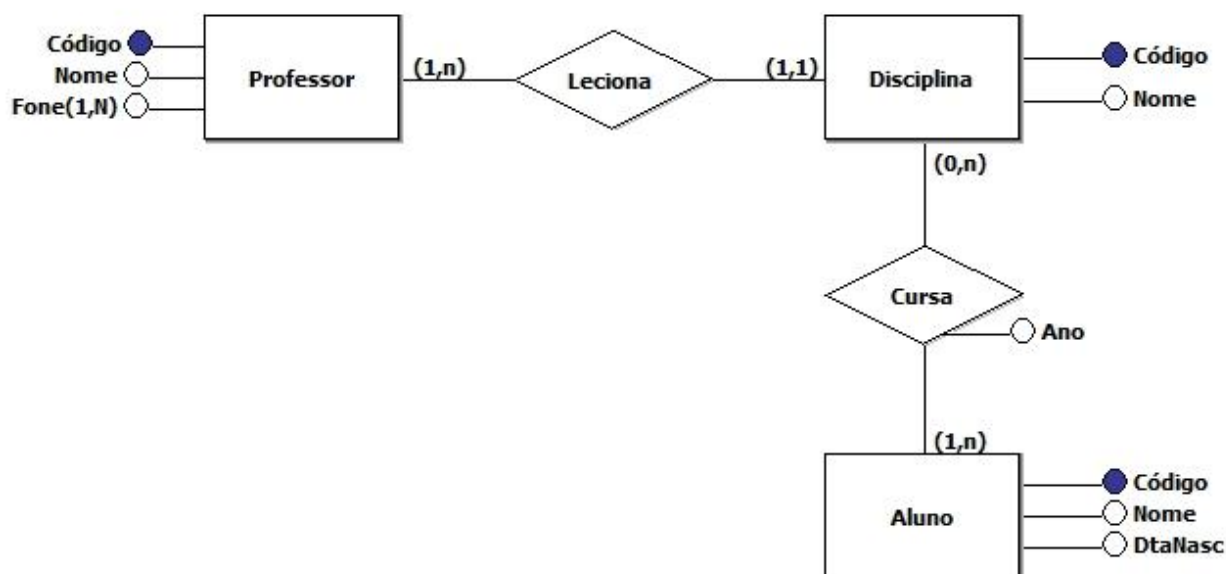 Código
Nome
Fone(1,N)
Professor
(1,n)
Leciona
(1,1)
Disciplina
Código
Nome
(0,n)
Cursa
Ano
(1,n)
Aluno
Código
Nome
DtaNasc